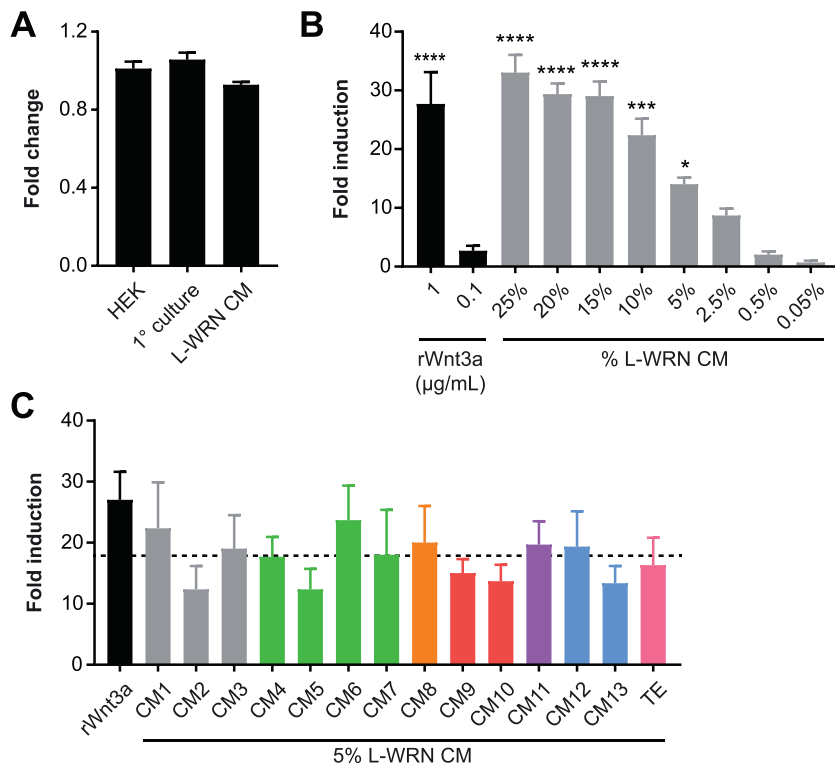 A
Fold change
1.2
0.8
0.4
0.0
HEK
1° culture
L-WRN CM
B
Fold induction
40
30
20
10
0
****
****
****
****
***
*
1
0.1
25%
20%
15%
10%
5%
2.5%
0.5%
0.05%
rWnt3a
(µg/mL)
% L-WRN CM
C
Fold induction
40
30
20
10
0
rWnt3a
CM1
CM2
CM3
CM4
CM5
CM6
CM7
CM8
CM9
CM10
CM11
CM12
CM13
TE
5% L-WRN CM